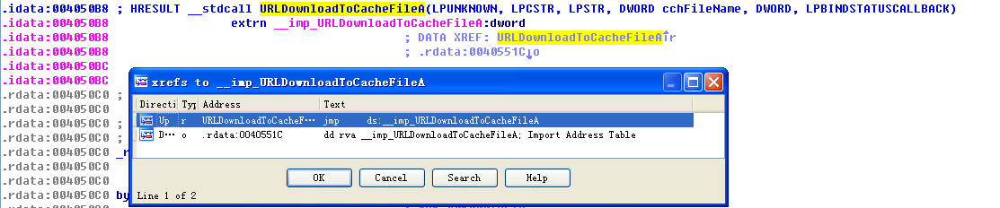 .idata:004050B8 ; HRESULT __stdcall URLDownloadToCacheFileA(LPUNKNOWN, LPCSTR, LPSTR, DWORD cchFileName, DWORD, LPBINDSTATUSCALLBACK)
.idata:004050B8 extrn __imp_URLDownloadToCacheFileA:dword
.idata:004050B8 ; DATA XREF: URLDownloadToCacheFileA↑r
.idata:004050B8 ; .rdata:0040551C↓o
.idata:004050BC
.idata:004050BC
.rdata:004050C0 ;
.rdata:004050C0
.rdata:004050C0 ;
.rdata:004050C0 ;
.rdata:004050C0
.rdata:004050C0
.rdata:004050C0
.rdata:004050C0 by
.rdata:004050C0
xrefs to __imp_URLDownloadToCacheFileA
Directi Typ Address Text
Up r URLDownloadToCacheF··· jmp ds:__imp_URLDownloadToCacheFileA
D··· o .rdata:0040551C dd rva __imp_URLDownloadToCacheFileA; Import Address Table
OK Cancel Search Help
Line 1 of 2